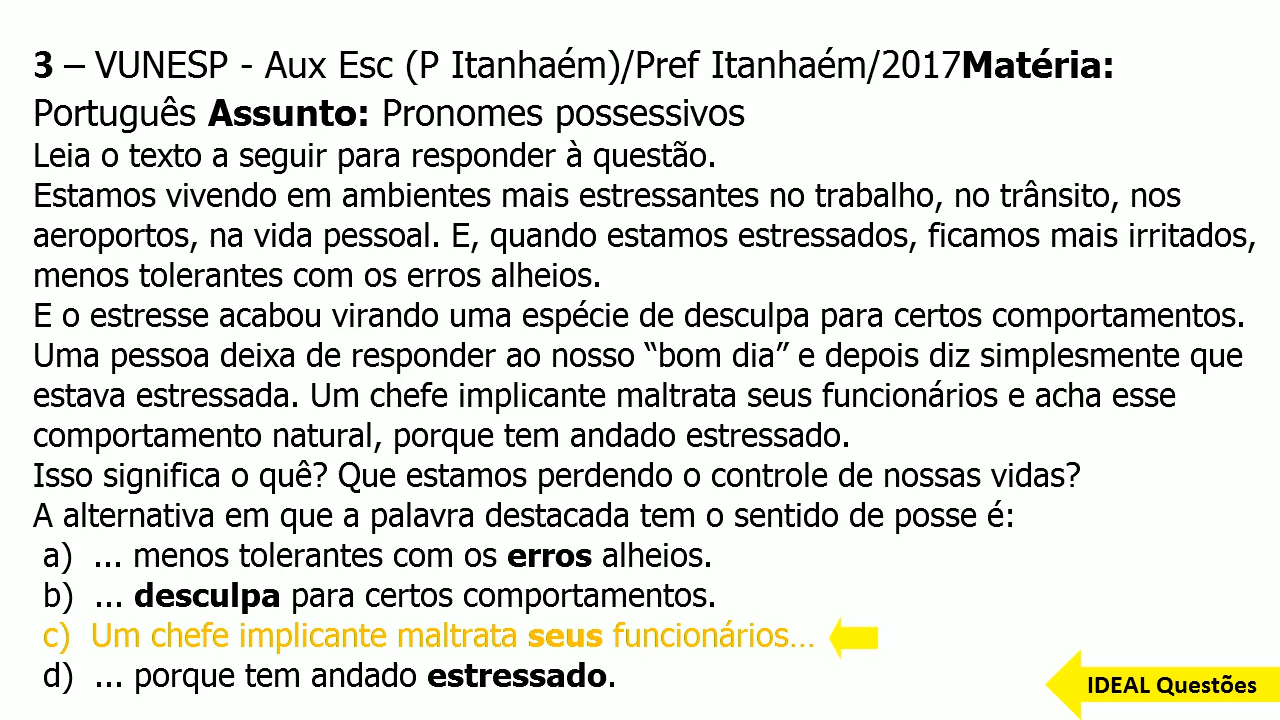 3 – VUNESP - Aux Esc (P Itanhaém)/Pref Itanhaém/2017Matéria:
Português Assunto: Pronomes possessivos
Leia o texto a seguir para responder à questão.
Estamos vivendo em ambientes mais estressantes no trabalho, no trânsito, nos
aeroportos, na vida pessoal. E, quando estamos estressados, ficamos mais irritados,
menos tolerantes com os erros alheios.
E o estresse acabou virando uma espécie de desculpa para certos comportamentos.
Uma pessoa deixa de responder ao nosso “bom dia” e depois diz simplesmente que
estava estressada. Um chefe implicante maltrata seus funcionários e acha esse
comportamento natural, porque tem andado estressado.
Isso significa o quê? Que estamos perdendo o controle de nossas vidas?
A alternativa em que a palavra destacada tem o sentido de posse é:
a) ... menos tolerantes com os erros alheios.
b) ... desculpa para certos comportamentos.
c) Um chefe implicante maltrata seus funcionários...
d) ... porque tem andado estressado.
IDEAL Questões